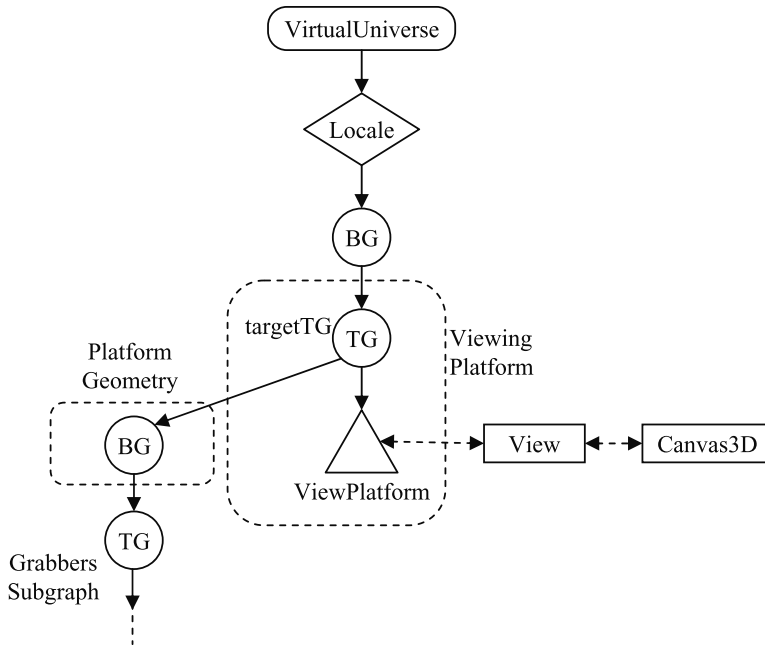 VirtualUniverse
Locale
BG
targetTG
TG
Viewing
Platform
Platform
Geometry
BG
View
Canvas3D
ViewPlatform
TG
Grabbers
Subgraph